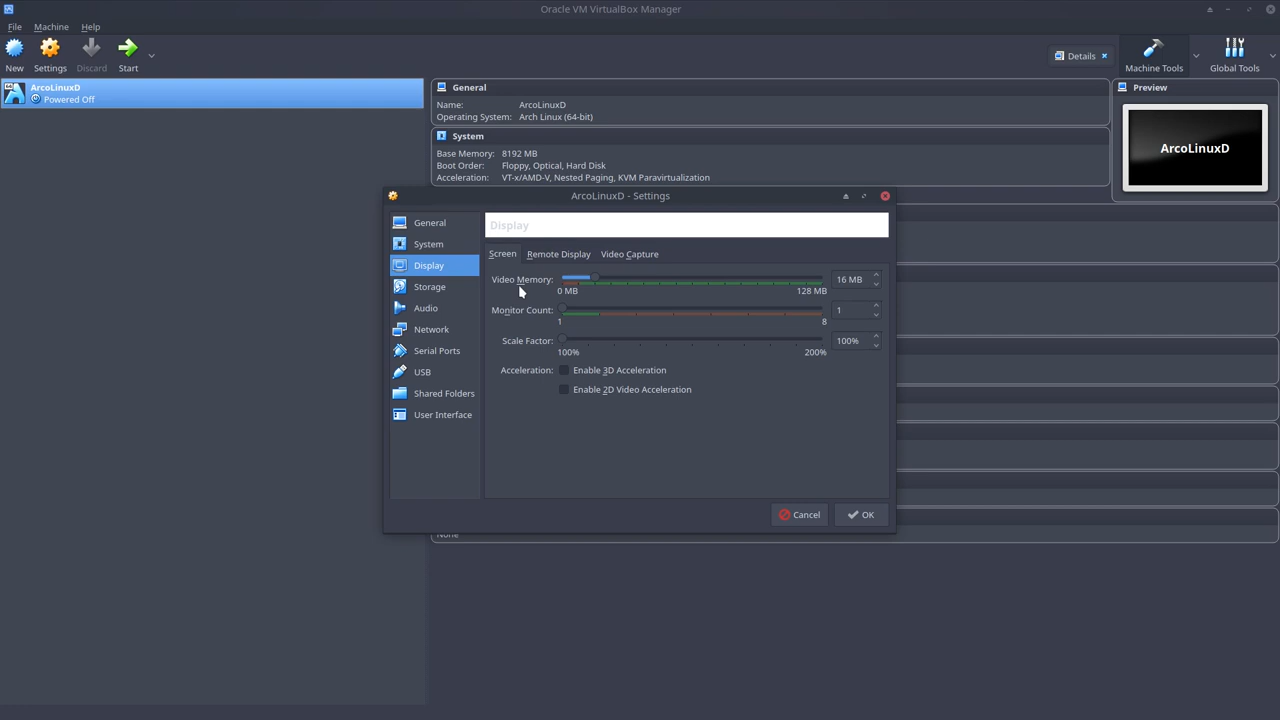 Oracle VM VirtualBox Manager
File Machine Help
New Settings Discard Start
Details
Machine Tools Global Tools
64 ArcoLinuxD
Powered Off
General
Name: ArcoLinuxD
Operating System: Arch Linux (64-bit)
System
Base Memory: 8192 MB
Boot Order: Floppy, Optical, Hard Disk
Acceleration: VT-x/AMD-V, Nested Paging, KVM Paravirtualization
Preview
ArcoLinuxD
ArcoLinuxD - Settings
General
System
Display
Storage
Audio
Network
Serial Ports
USB
Shared Folders
User Interface
Display
Screen Remote Display Video Capture
Video Memory: 16 MB
0 MB 128 MB
Monitor Count: 1
1 8
Scale Factor: 100%
100% 200%
Acceleration: Enable 3D Acceleration
Enable 2D Video Acceleration
Cancel OK
None